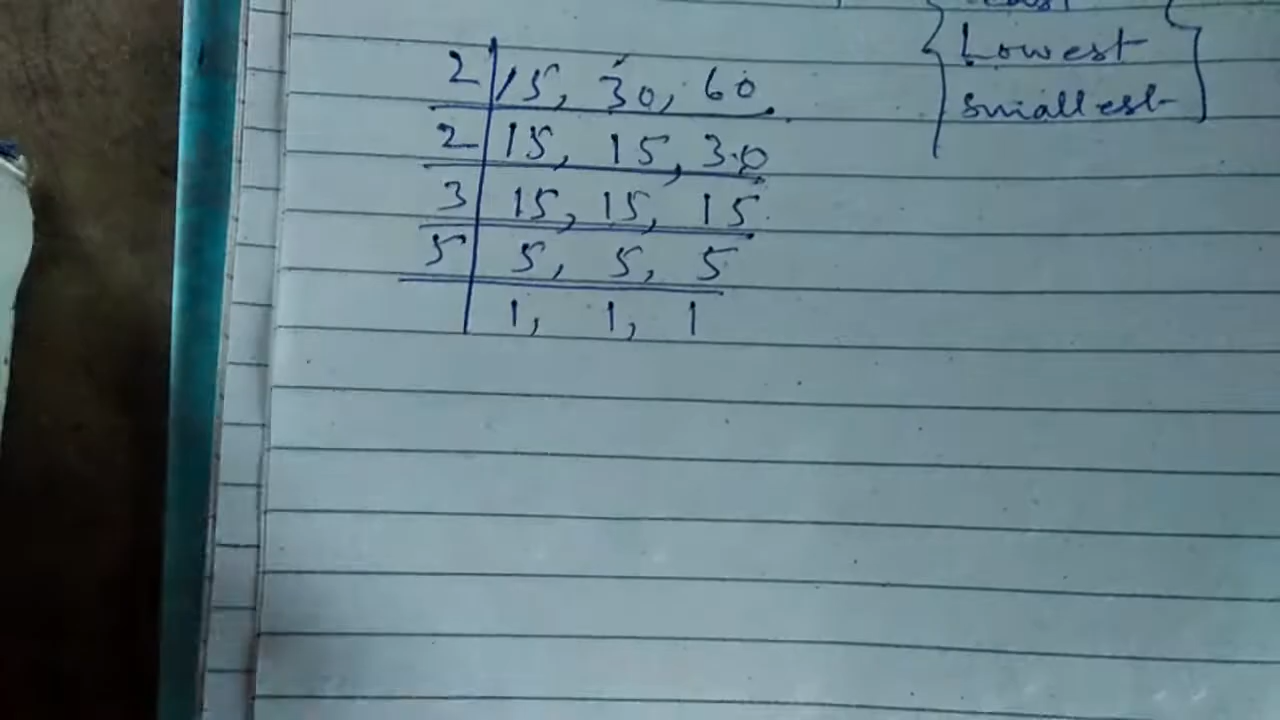 Lowest
Smallest
2 | 15, 30, 60
2 | 15, 15, 30
3 | 15, 15, 15
5 | 5, 5, 5
1, 1, 1